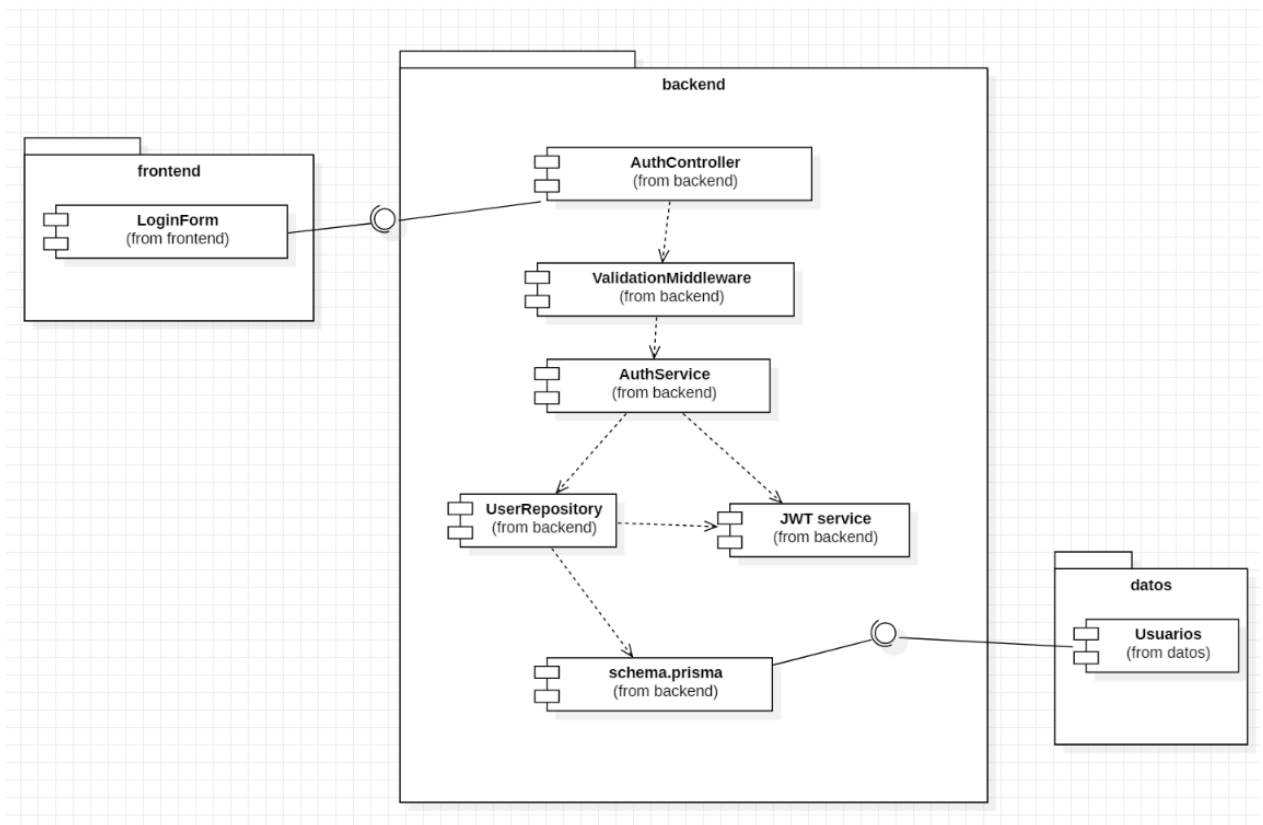 backend
frontend
AuthController
(from backend)
LoginForm
(from frontend)
ValidationMiddleware
(from backend)
AuthService
(from backend)
UserRepository
(from backend)
JWT service
(from backend)
datos
Usuarios
(from datos)
schema.prisma
(from backend)